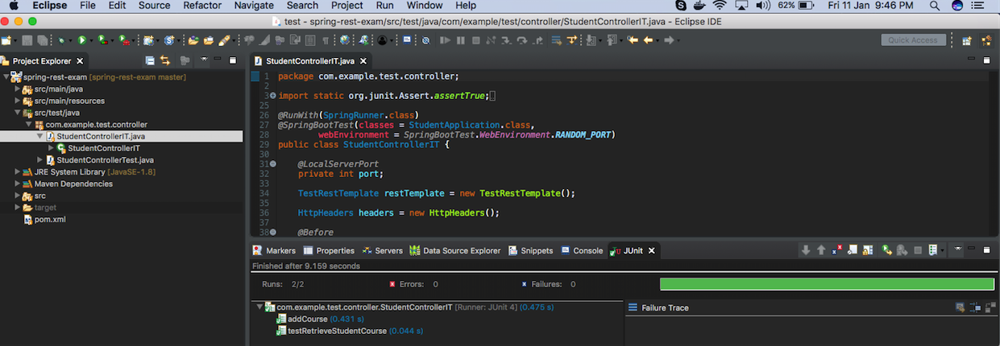 Eclipse File Edit Source Refactor Navigate Search Project Run Window Help 62% Fri 11 Jan 9:46 PM
test - spring-rest-exam/src/test/java/com/example/test/controller/StudentControllerIT.java - Eclipse IDE
Quick Access
Project Explorer
spring-rest-exam [spring-rest-exam master]
src/main/java
src/main/resources
src/test/java
com.example.test.controller
StudentControllerIT.java
StudentControllerIT
StudentControllerTest.java
JRE System Library [JavaSE-1.8]
Maven Dependencies
src
target
pom.xml
StudentControllerIT.java
1 package com.example.test.controller;
2
3 import static org.junit.Assert.assertTrue;
25
26 @RunWith(SpringRunner.class)
27 @SpringBootTest(classes = StudentApplication.class,
28 webEnvironment = SpringBootTest.WebEnvironment.RANDOM_PORT)
29 public class StudentControllerIT {
30
31 @LocalServerPort
32 private int port;
33
34 TestRestTemplate restTemplate = new TestRestTemplate();
35
36 HttpHeaders headers = new HttpHeaders();
37
38 @Before
Markers Properties Servers Data Source Explorer Snippets Console JUnit
Finished after 9.159 seconds
Runs: 2/2 Errors: 0 Failures: 0
com.example.test.controller.StudentControllerIT [Runner: JUnit 4] (0.475 s)
addCourse (0.431 s)
testRetrieveStudentCourse (0.044 s)
Failure Trace